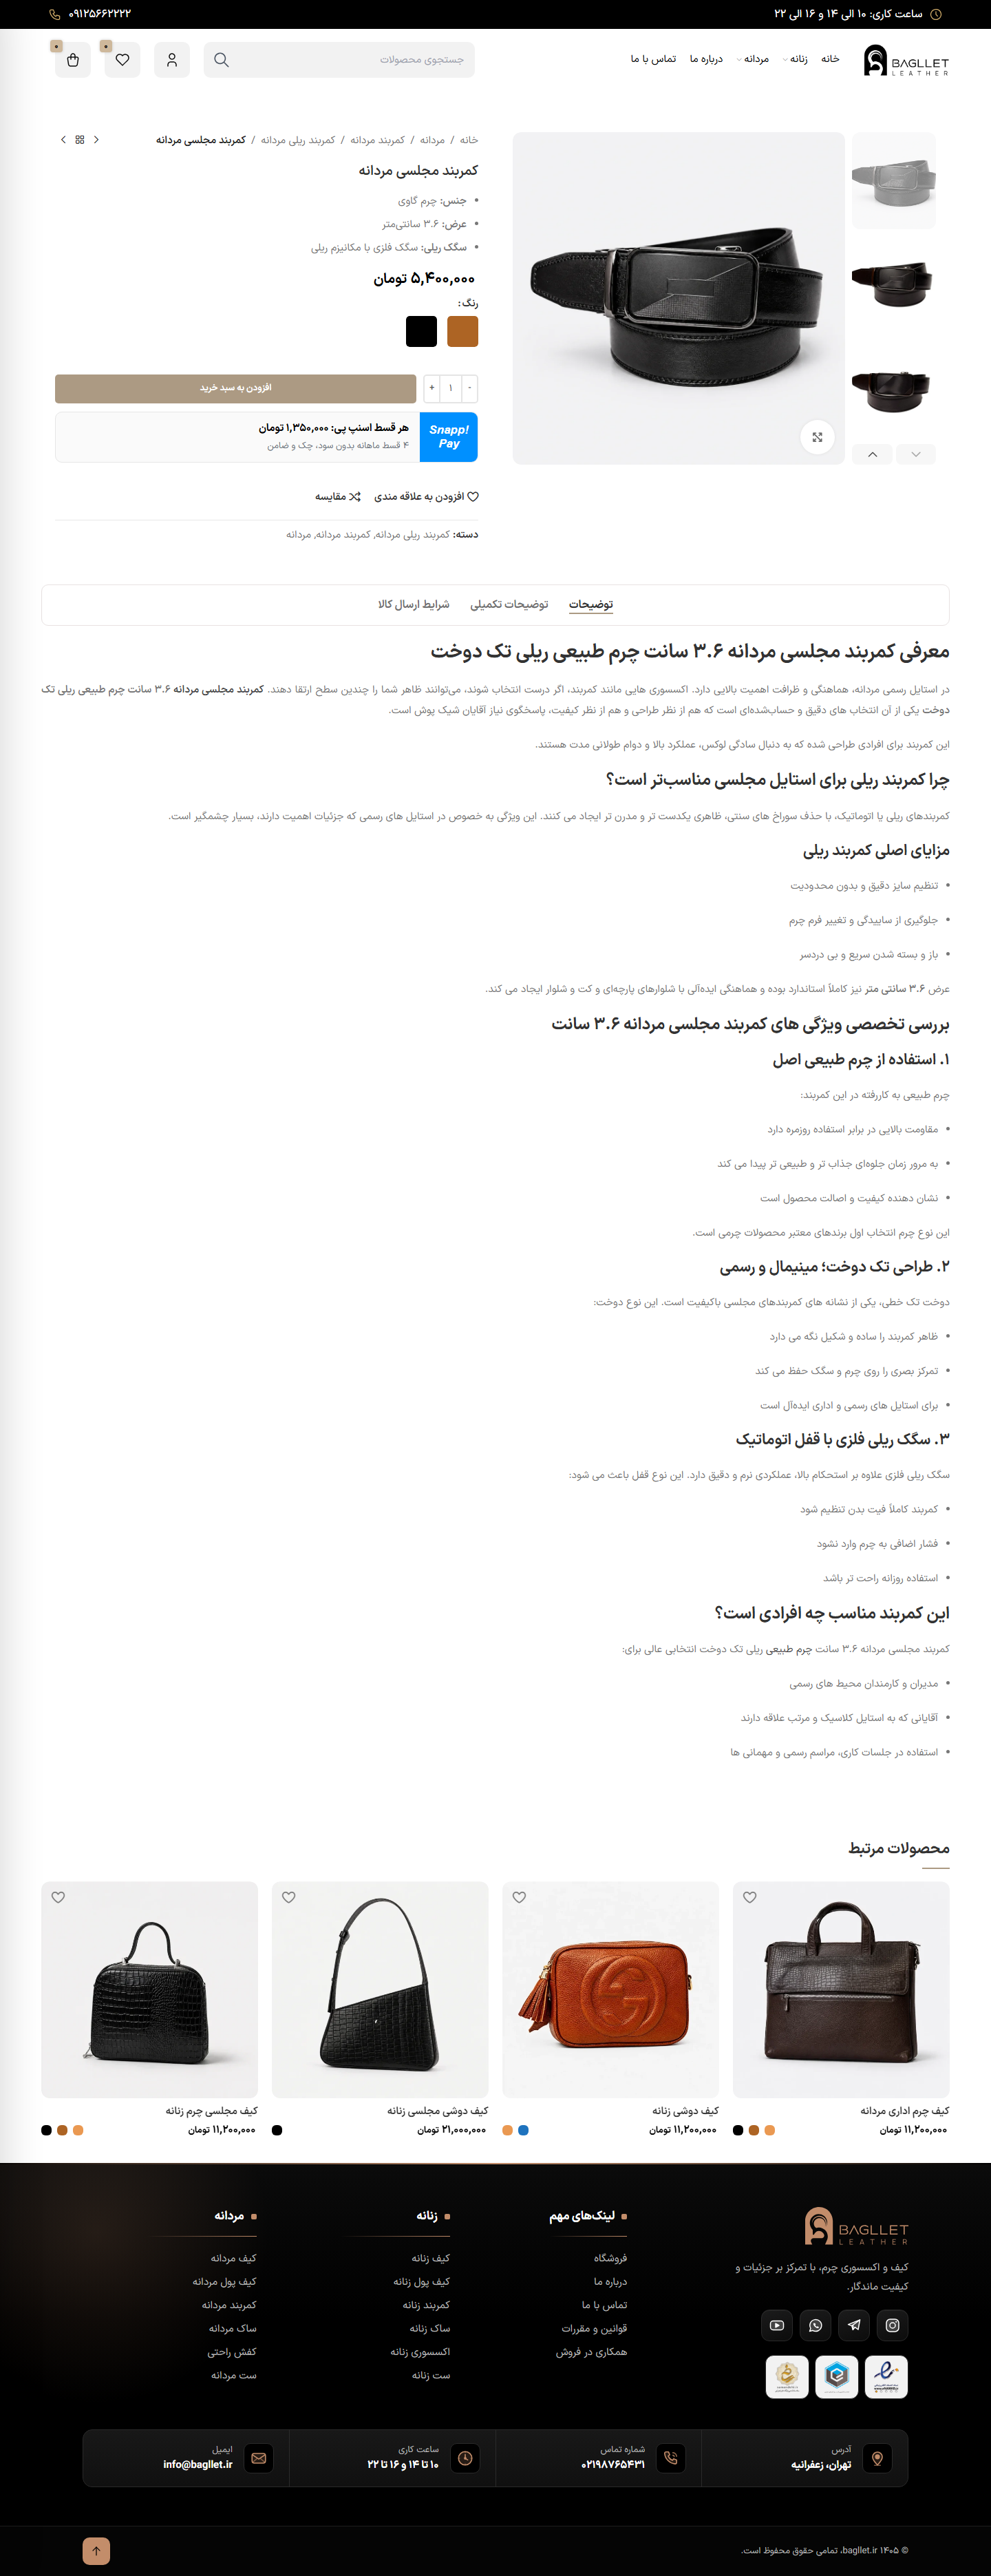 ساعت کاری: ۱۰ الی ۱۴ و ۱۶ الی ۲۲
۰۹۱۲۵۶۶۲۲۲۲
BAGLLET
LEATHER
خانه
زنانه
مردانه
درباره ما
تماس با ما
جستجوی محصولات
خانه / مردانه / کمربند مردانه / کمربند ریلی مردانه / کمربند مجلسی مردانه
کمربند مجلسی مردانه
• جنس: چرم گاوی
• عرض: ۳.۶ سانتی‌متر
• سگک ریلی: سگک فلزی با مکانیزم ریلی
۵,۴۰۰,۰۰۰ تومان
رنگ:
- ۱ +
افزودن به سبد خرید
Snapp!
Pay
هر قسط اسنپ پی: ۱,۳۵۰,۰۰۰ تومان
۴ قسط ماهانه بدون سود، چک و ضامن
افزودن به علاقه مندی
مقایسه
دسته: کمربند ریلی مردانه, کمربند مردانه, مردانه
توضیحات
توضیحات تکمیلی
شرایط ارسال کالا
معرفی کمربند مجلسی مردانه ۳.۶ سانت چرم طبیعی ریلی تک دوخت
در استایل رسمی مردانه، هماهنگی و ظرافت اهمیت بالایی دارد. اکسسوری هایی مانند کمربند، اگر درست انتخاب شوند، می‌توانند ظاهر شما را چندین سطح ارتقا دهند. کمربند مجلسی مردانه ۳.۶ سانت چرم طبیعی ریلی تک
دوخت یکی از آن انتخاب های دقیق و حساب‌شده‌ای است که هم از نظر طراحی و هم از نظر کیفیت، پاسخگوی نیاز آقایان شیک پوش است.
این کمربند برای افرادی طراحی شده که به دنبال سادگی لوکس، عملکرد بالا و دوام طولانی مدت هستند.
چرا کمربند ریلی برای استایل مجلسی مناسب‌تر است؟
کمربندهای ریلی یا اتوماتیک، با حذف سوراخ های سنتی، ظاهری یکدست تر و مدرن تر ایجاد می کنند. این ویژگی به خصوص در استایل های رسمی که جزئیات اهمیت دارند، بسیار چشمگیر است.
مزایای اصلی کمربند ریلی
• تنظیم سایز دقیق و بدون محدودیت
• جلوگیری از ساییدگی و تغییر فرم چرم
• باز و بسته شدن سریع و بی دردسر
عرض ۳.۶ سانتی متر نیز کاملاً استاندارد بوده و هماهنگی ایده‌آلی با شلوارهای پارچه‌ای و کت و شلوار ایجاد می کند.
بررسی تخصصی ویژگی های کمربند مجلسی مردانه ۳.۶ سانت
۱. استفاده از چرم طبیعی اصل
چرم طبیعی به کاررفته در این کمربند:
• مقاومت بالایی در برابر استفاده روزمره دارد
• به مرور زمان جلوه‌ای جذاب تر و طبیعی تر پیدا می کند
• نشان دهنده کیفیت و اصالت محصول است
این نوع چرم انتخاب اول برندهای معتبر محصولات چرمی است.
۲. طراحی تک دوخت؛ مینیمال و رسمی
دوخت تک خطی، یکی از نشانه های کمربندهای مجلسی باکیفیت است. این نوع دوخت:
• ظاهر کمربند را ساده و شکیل نگه می دارد
• تمرکز بصری را روی چرم و سگک حفظ می کند
• برای استایل های رسمی و اداری ایده‌آل است
۳. سگک ریلی فلزی با قفل اتوماتیک
سگک ریلی فلزی علاوه بر استحکام بالا، عملکردی نرم و دقیق دارد. این نوع قفل باعث می شود:
• کمربند کاملاً فیت بدن تنظیم شود
• فشار اضافی به چرم وارد نشود
• استفاده روزانه راحت تر باشد
این کمربند مناسب چه افرادی است؟
کمربند مجلسی مردانه ۳.۶ سانت چرم طبیعی ریلی تک دوخت انتخابی عالی برای:
• مدیران و کارمندان محیط های رسمی
• آقایانی که به استایل کلاسیک و مرتب علاقه دارند
• استفاده در جلسات کاری، مراسم رسمی و مهمانی ها
محصولات مرتبط
کیف چرم اداری مردانه
۱۱,۲۰۰,۰۰۰ تومان
کیف دوشی زنانه
۱۱,۲۰۰,۰۰۰ تومان
کیف دوشی مجلسی زنانه
۲۱,۰۰۰,۰۰۰ تومان
کیف مجلسی چرم زنانه
۱۱,۲۰۰,۰۰۰ تومان
BAGLLET
LEATHER
کیف و اکسسوری چرم، با تمرکز بر جزئیات و
کیفیت ماندگار.
لینک‌های مهم
فروشگاه
درباره ما
تماس با ما
قوانین و مقررات
همکاری در فروش
زنانه
کیف زنانه
کیف پول زنانه
کمربند زنانه
ساک زنانه
اکسسوری زنانه
ست زنانه
مردانه
کیف مردانه
کیف پول مردانه
کمربند مردانه
ساک مردانه
کفش راحتی
ست مردانه
آدرس
تهران، زعفرانیه
شماره تماس
۰۲۱۹۸۷۶۵۴۳۱
ساعت کاری
۱۰ تا ۱۴ و ۱۶ تا ۲۲
ایمیل
info@bagllet.ir
© ۱۴۰۵ bagllet.ir، تمامی حقوق محفوظ است.